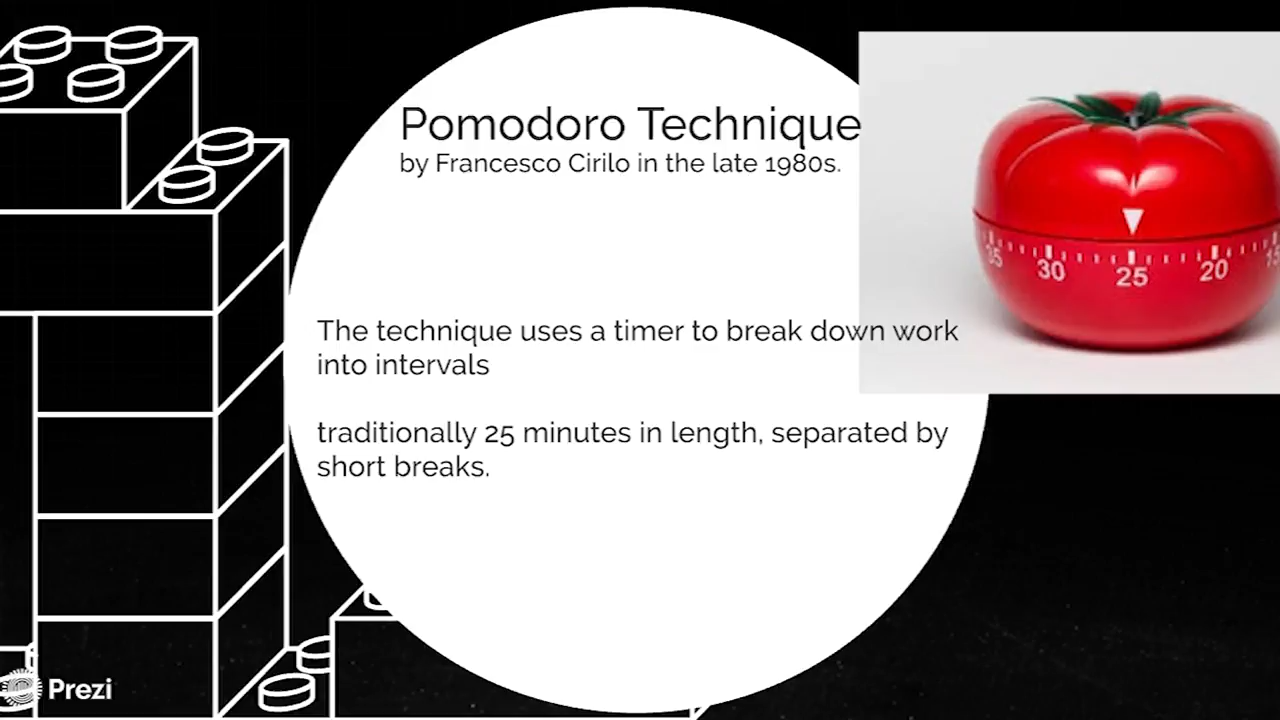 Pomodoro Technique
by Francesco Cirilo in the late 1980s.
35 30 25 20 15
The technique uses a timer to break down work
into intervals
traditionally 25 minutes in length, separated by
short breaks.
Prezi